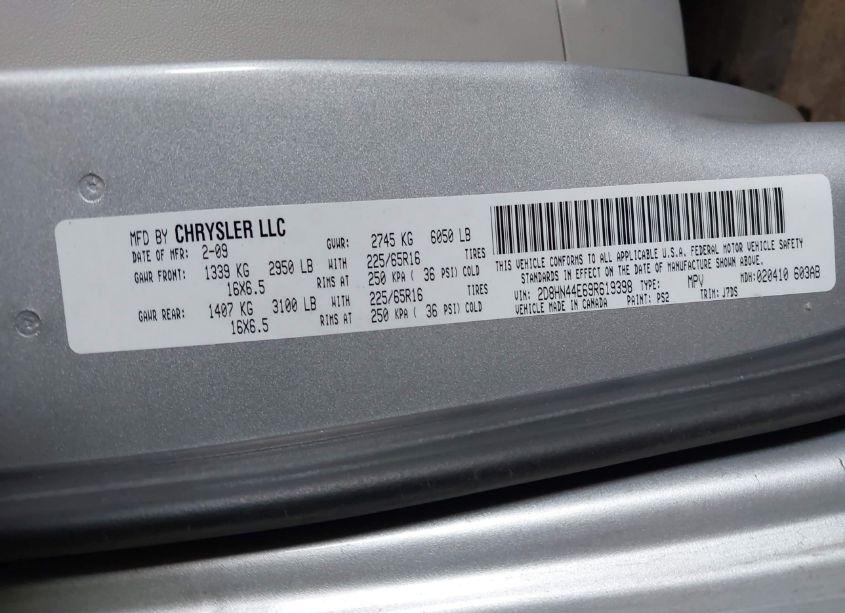 MFD BY CHRYSLER LLC
DATE OF MFR: 2-09 GVWR: 2745 KG 6050 LB
GAWR FRONT: 1339 KG 2950 LB WITH 225/65R16 TIRES
16X6.5 RIMS AT 250 KPA ( 36 PSI) COLD
GAWR REAR: 1407 KG 3100 LB WITH 225/65R16 TIRES
16X6.5 RIMS AT 250 KPA ( 36 PSI) COLD
THIS VEHICLE CONFORMS TO ALL APPLICABLE U.S.A. FEDERAL MOTOR VEHICLE SAFETY
STANDARDS IN EFFECT ON THE DATE OF MANUFACTURE SHOWN ABOVE.
VIN: 2D8HN44E69R619398 TYPE: MPV MDH:020410 603AB
VEHICLE MADE IN CANADA PAINT: PS2 TRIM: J7DS